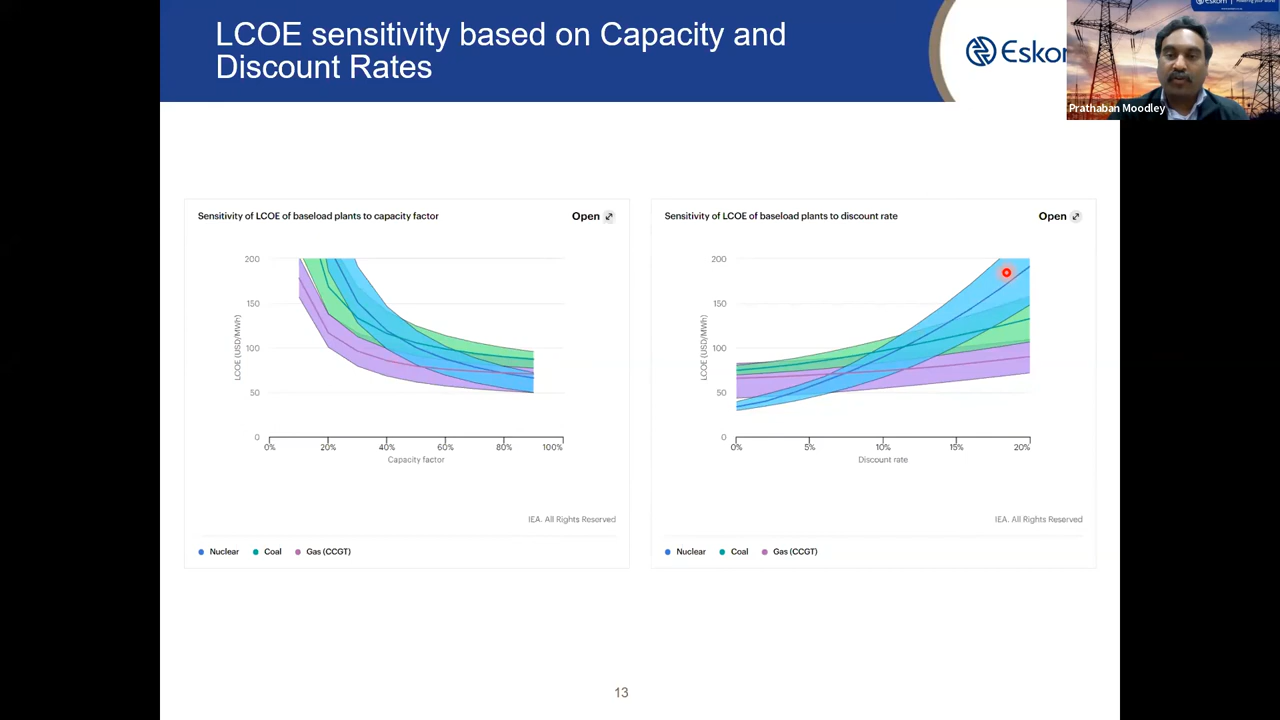 LCOE sensitivity based on Capacity and
Discount Rates
Eskom
Eskom
Prathaban Moodley
Sensitivity of LCOE of baseload plants to capacity factor
Open
200
150
100
50
0
LCOE (USD/MWh)
0%
20%
40%
60%
80%
100%
Capacity factor
IEA. All Rights Reserved
Nuclear
Coal
Gas (CCGT)
Sensitivity of LCOE of baseload plants to discount rate
Open
200
150
100
50
0
LCOE (USD/MWh)
0%
5%
10%
15%
20%
Discount rate
IEA. All Rights Reserved
Nuclear
Coal
Gas (CCGT)
13